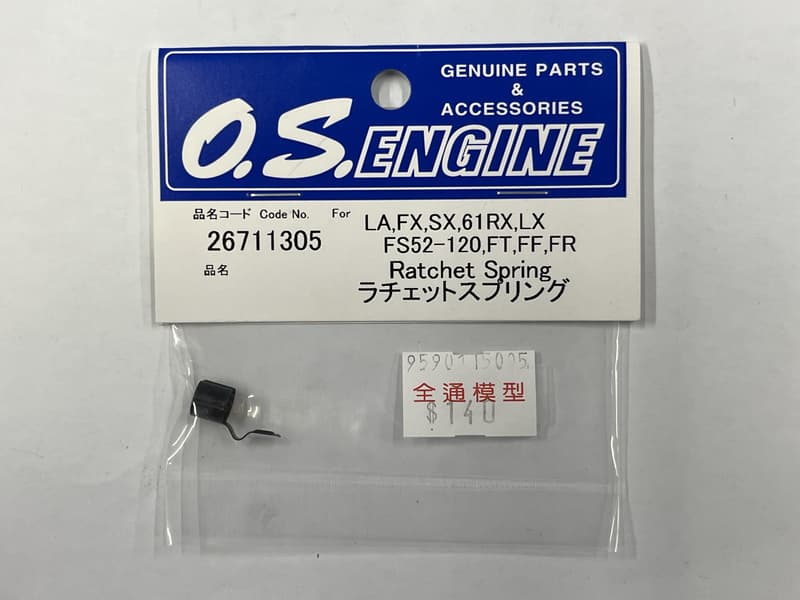 GENUINE PARTS
&
ACCESSORIES
O.S.ENGINE
品名コード Code No. For
LA,FX,SX,61RX,LX
26711305
FS52-120,FT,FF,FR
品名
Ratchet Spring
ラチェットスプリング
全通模型
$140